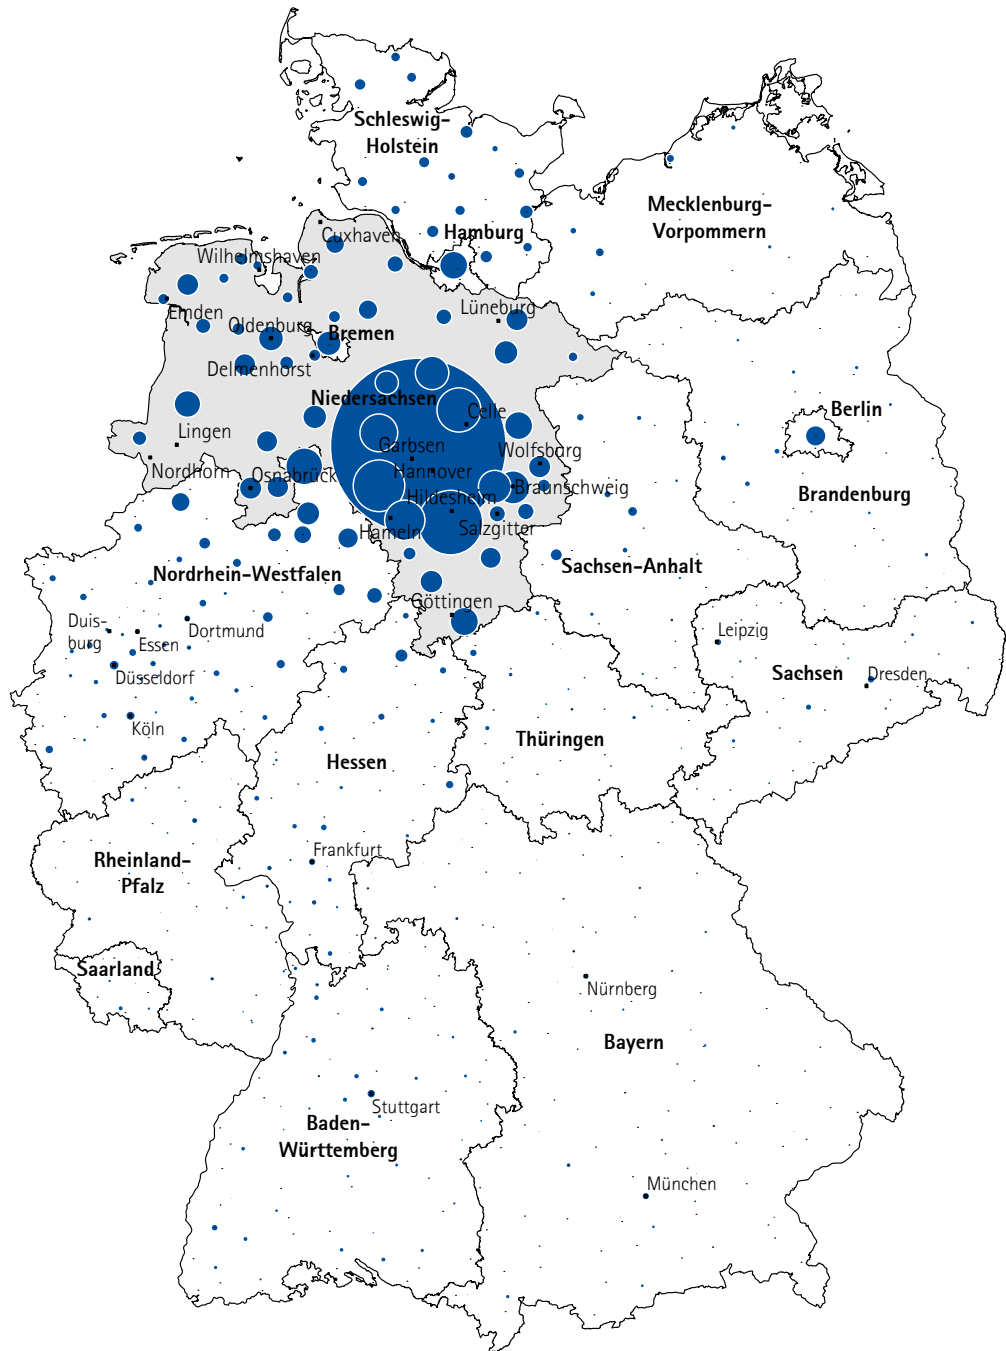 Schleswig-
Holstein
Mecklenburg-
Vorpommern
Hamburg
Cuxhaven
Wilhelmshaven
Emden
Lüneburg
Oldenburg
Bremen
Delmenhorst
Niedersachsen
Berlin
Celle
Lingen
Garbsen
Wolfsburg
Nordhorn
Osnabrück
Hannover
Braunschweig
Brandenburg
Hildesheim
Hameln
Salzgitter
Sachsen-Anhalt
Nordrhein-Westfalen
Göttingen
Duis-
burg
Essen
Dortmund
Leipzig
Düsseldorf
Sachsen
Dresden
Köln
Thüringen
Hessen
Frankfurt
Rheinland-
Pfalz
Saarland
Nürnberg
Bayern
Stuttgart
Baden-
Württemberg
München